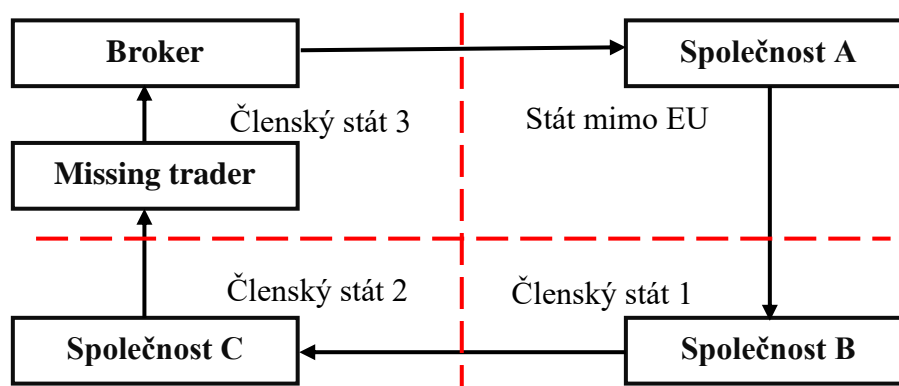 Broker
Společnost A
Členský stát 3
Stát mimo EU
Missing trader
Členský stát 2
Členský stát 1
Společnost C
Společnost B